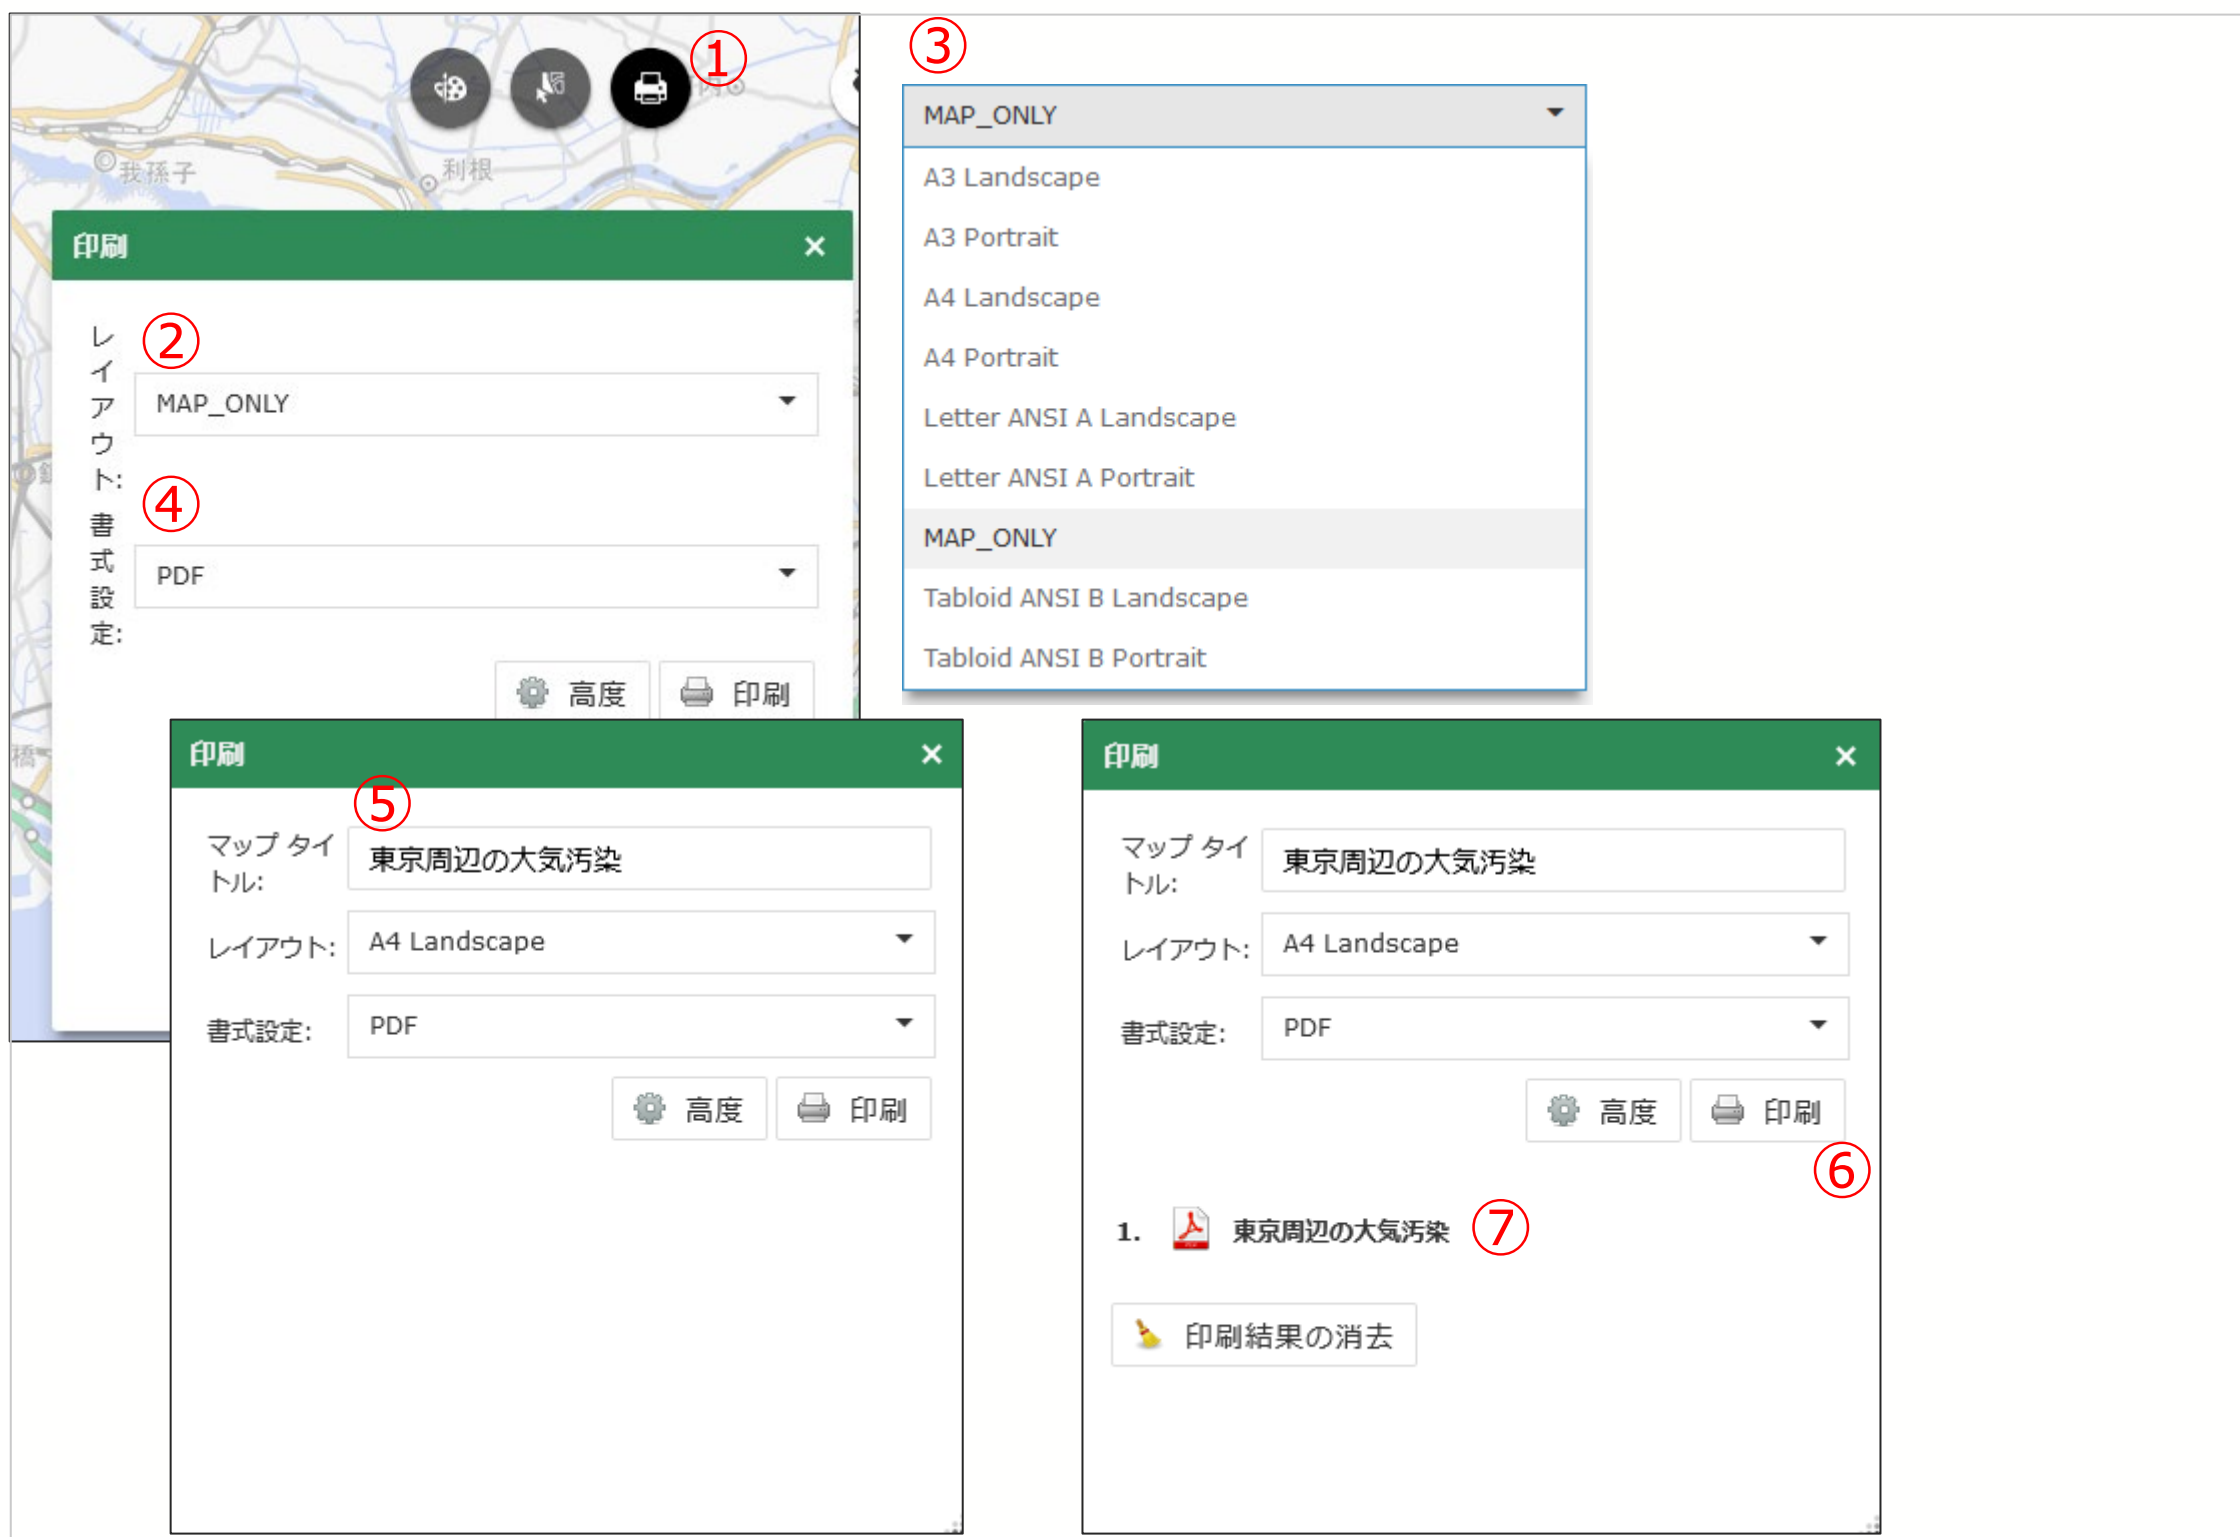 ①
③
我孫子
利根
印刷
レイアウト:
②
MAP_ONLY
書式設定:
④
PDF
高度
印刷
MAP_ONLY
A3 Landscape
A3 Portrait
A4 Landscape
A4 Portrait
Letter ANSI A Landscape
Letter ANSI A Portrait
MAP_ONLY
Tabloid ANSI B Landscape
Tabloid ANSI B Portrait
橋
印刷
⑤
マップ タイ
トル:
東京周辺の大気汚染
レイアウト:
A4 Landscape
書式設定:
PDF
高度
印刷
印刷
マップ タイ
トル:
東京周辺の大気汚染
レイアウト:
A4 Landscape
書式設定:
PDF
高度
印刷
⑥
1.
東京周辺の大気汚染
⑦
印刷結果の消去